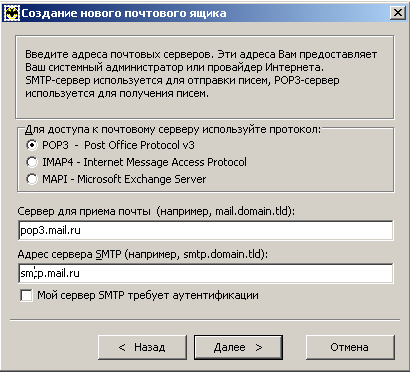 Создание нового почтового ящика
Введите адреса почтовых серверов. Эти адреса Вам предоставляет
Ваш системный администратор или провайдер Интернета.
SMTP-сервер используется для отправки писем, POP3-сервер
используется для получения писем.
Для доступа к почтовому серверу используйте протокол:
POP3 - Post Office Protocol v3
IMAP4 - Internet Message Access Protocol
MAPI - Microsoft Exchange Server
Сервер для приема почты (например, mail.domain.tld):
pop3.mail.ru
Адрес сервера SMTP (например, smtp.domain.tld):
smtp.mail.ru
Мой сервер SMTP требует аутентификации
< Назад
Далее >
Отмена